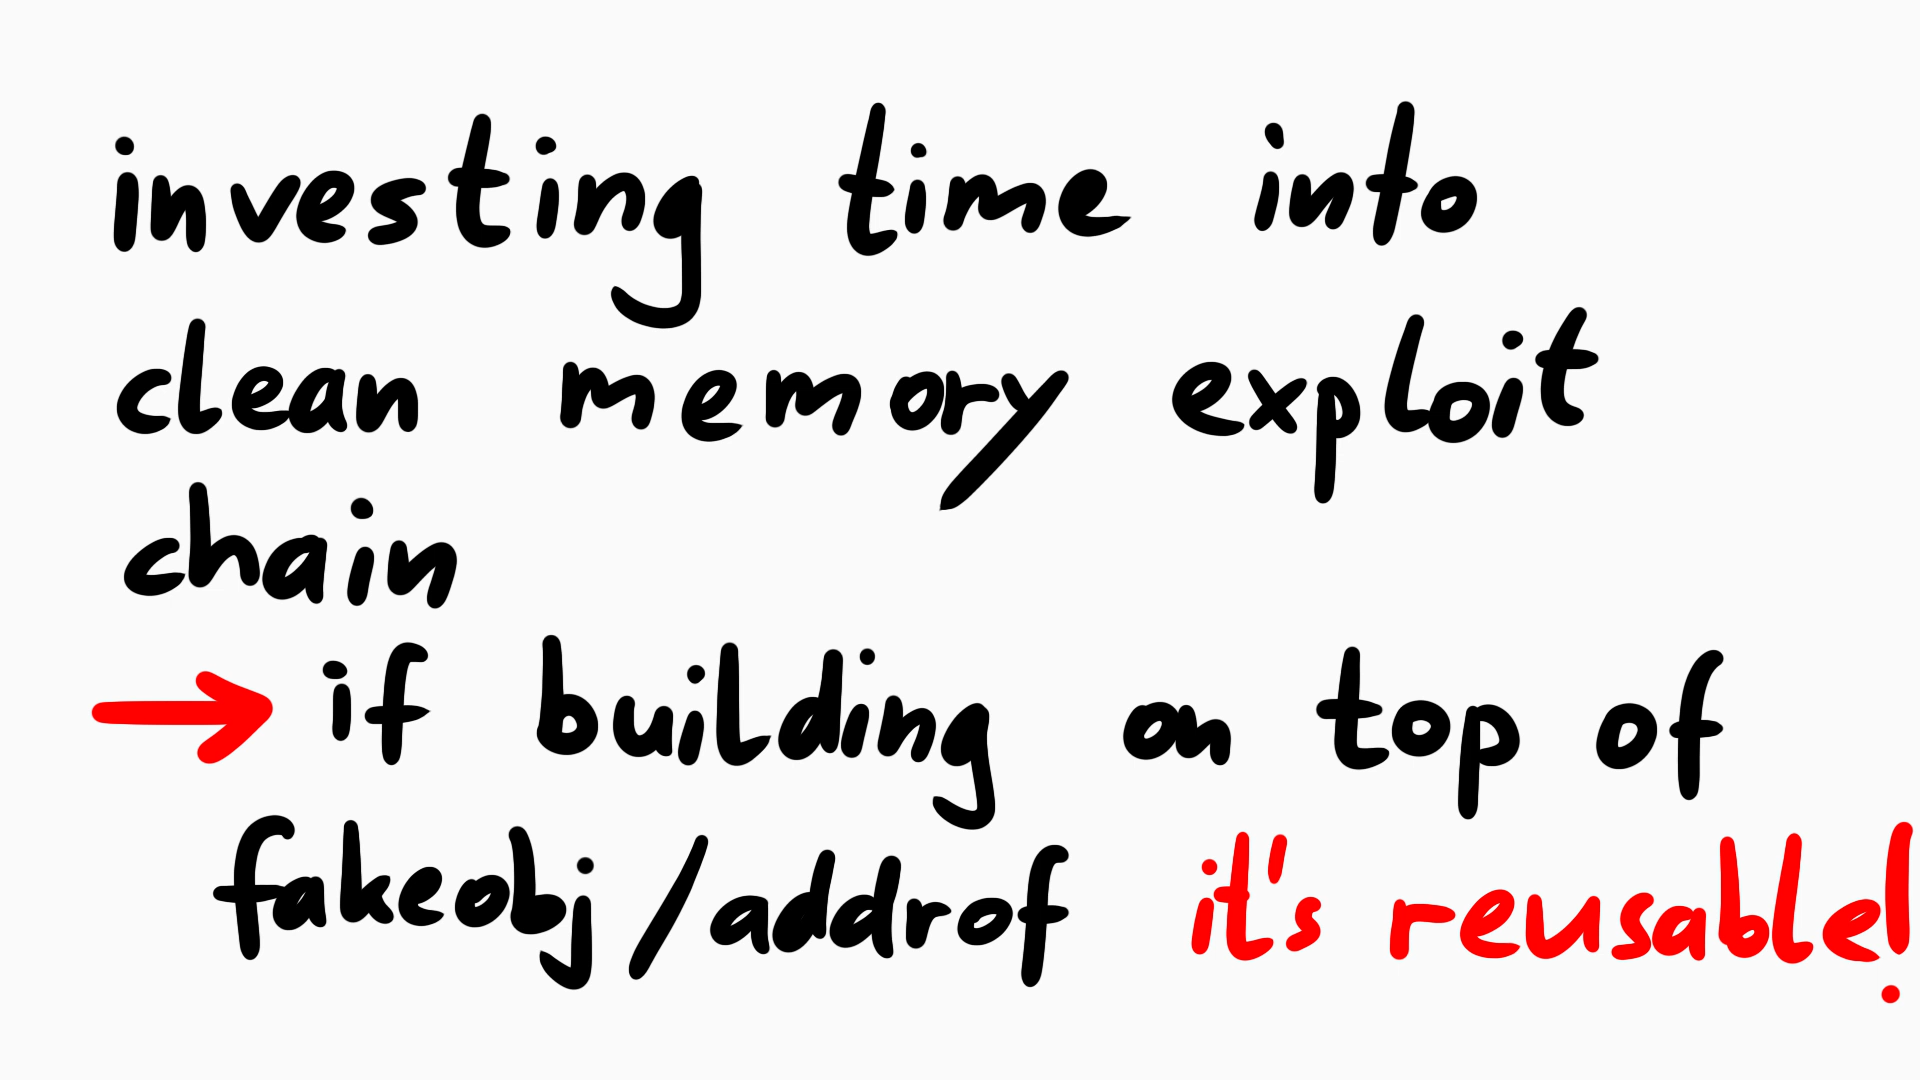 investing time into
clean memory exploit
chain
→ if building on top of
fakeobj/addrof it's reusable!